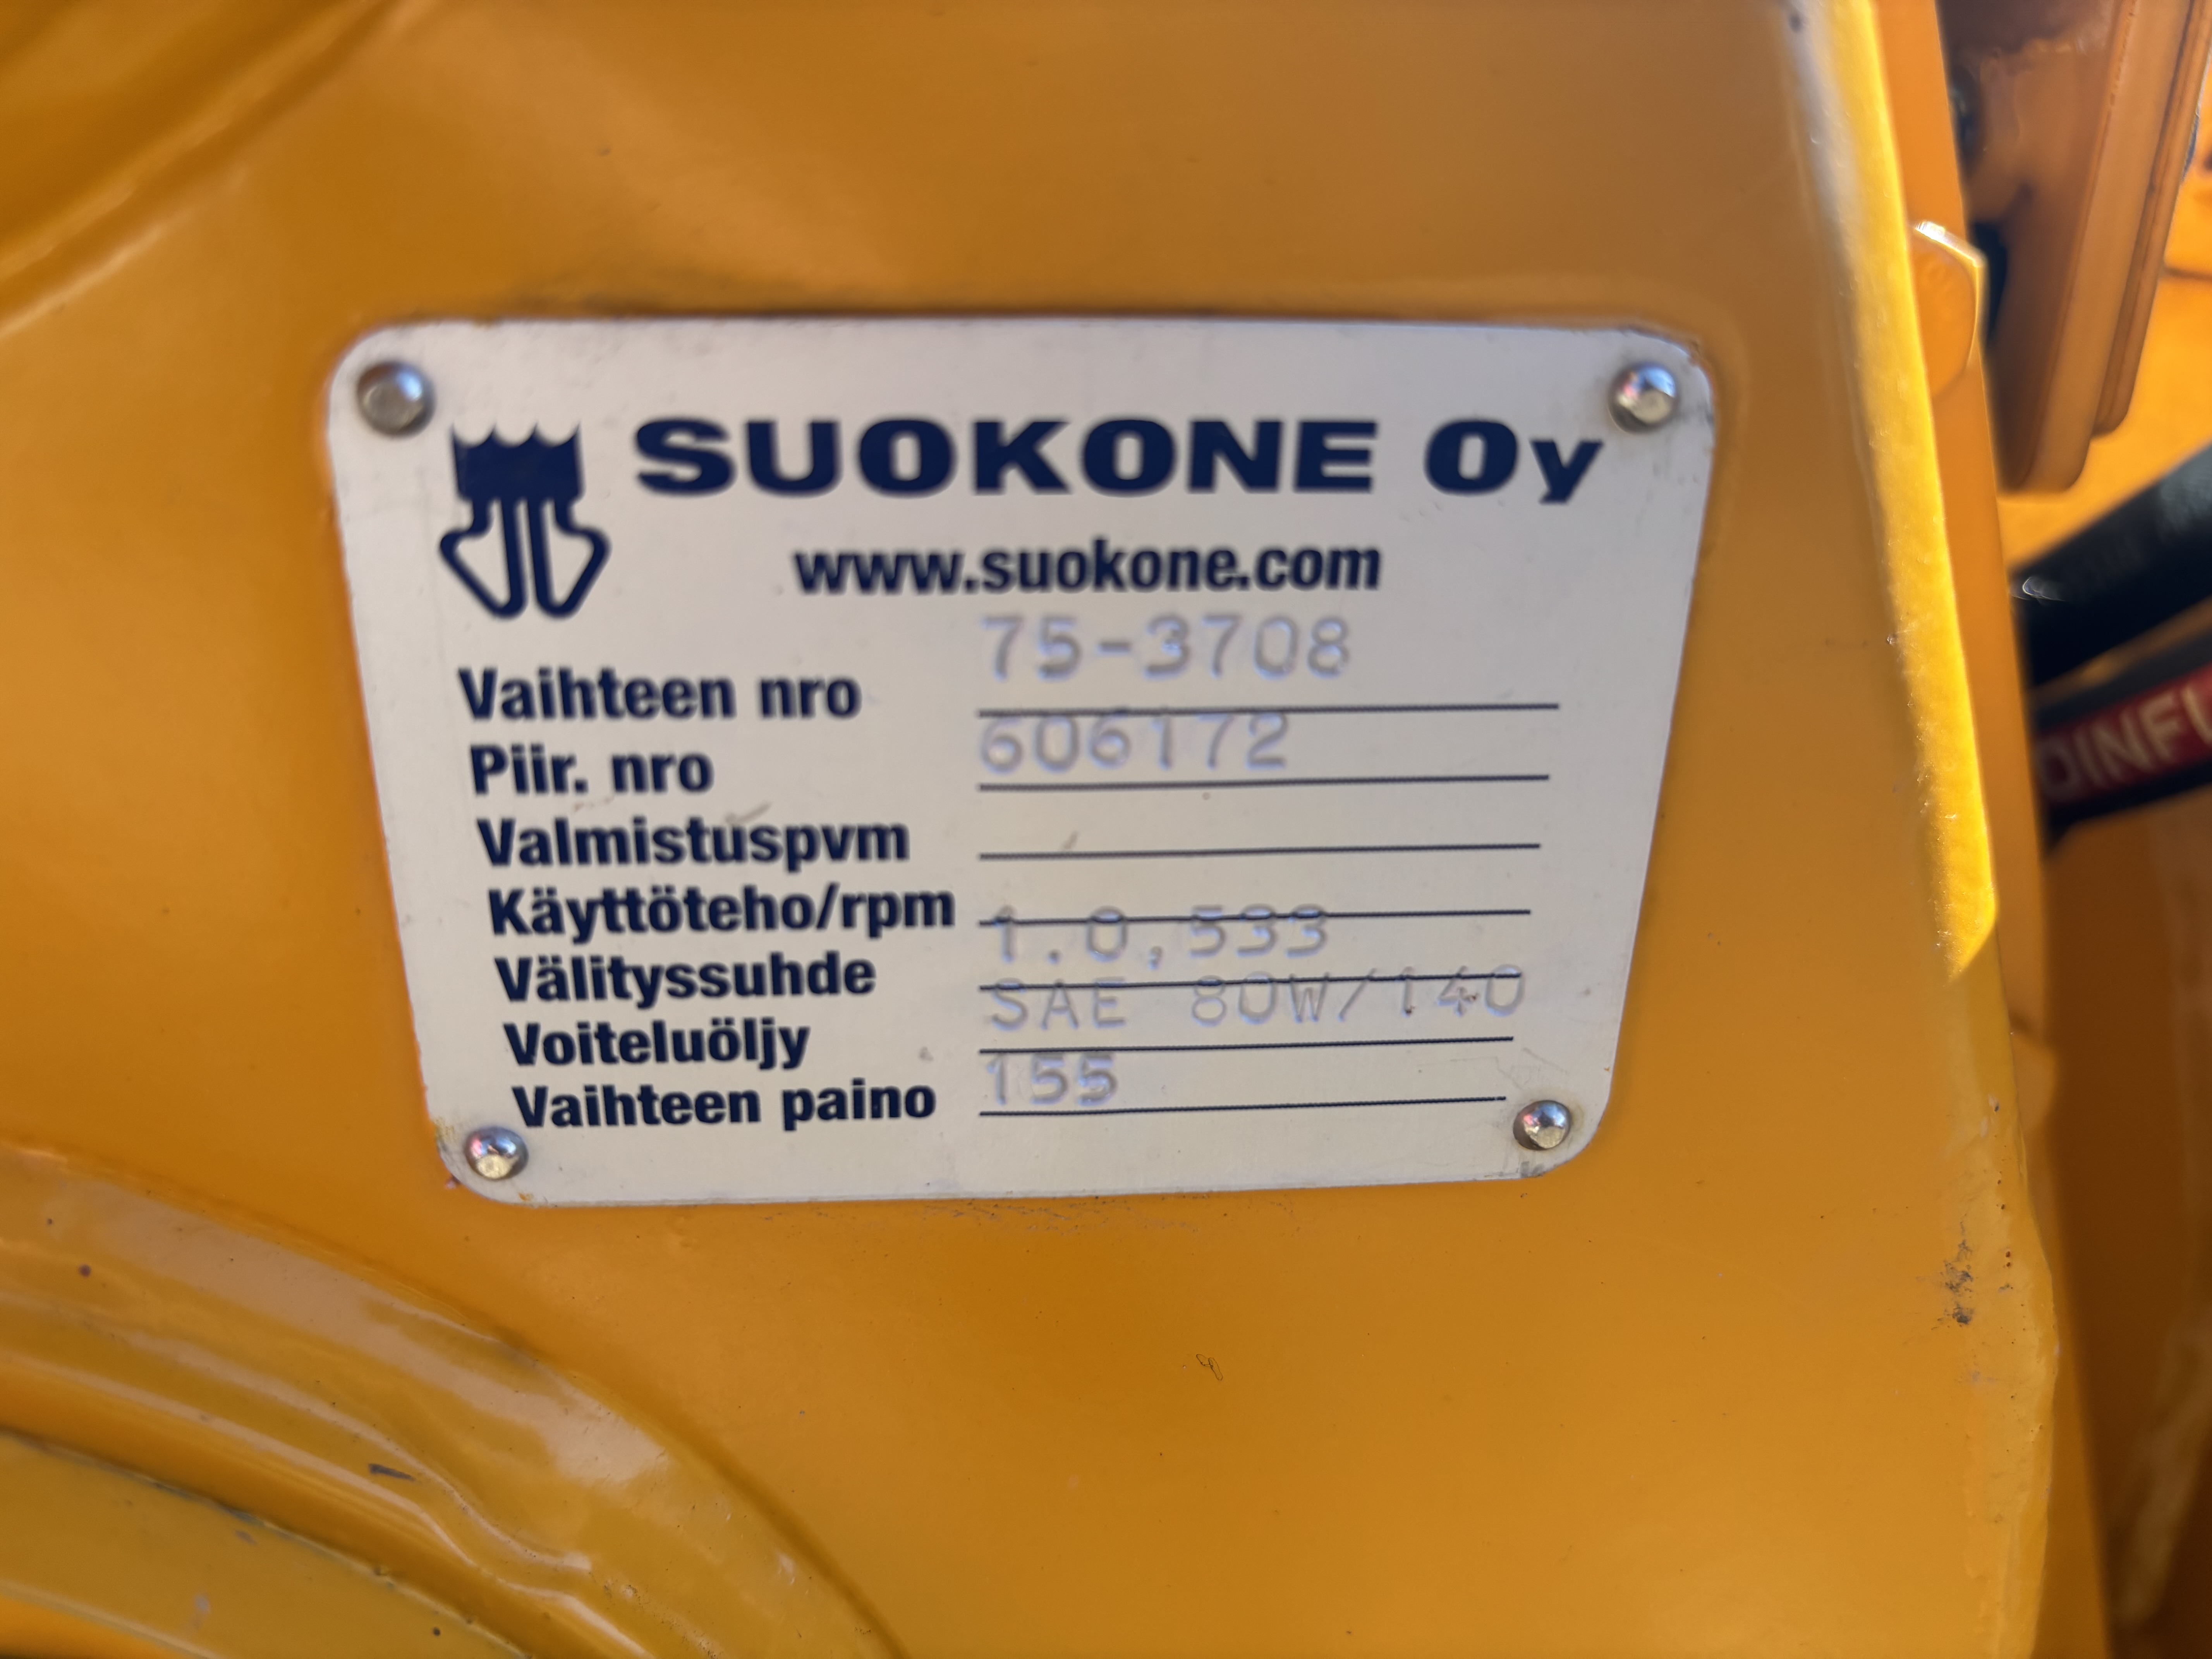 SUOKONE Oy
www.suokone.com
Vaihteen nro 75-3708
Piir. nro 606172
Valmistuspvm
Käyttöteho/rpm
Välityssuhde 1.0,533
Voiteluöljy SAE 80W/140
Vaihteen paino 155